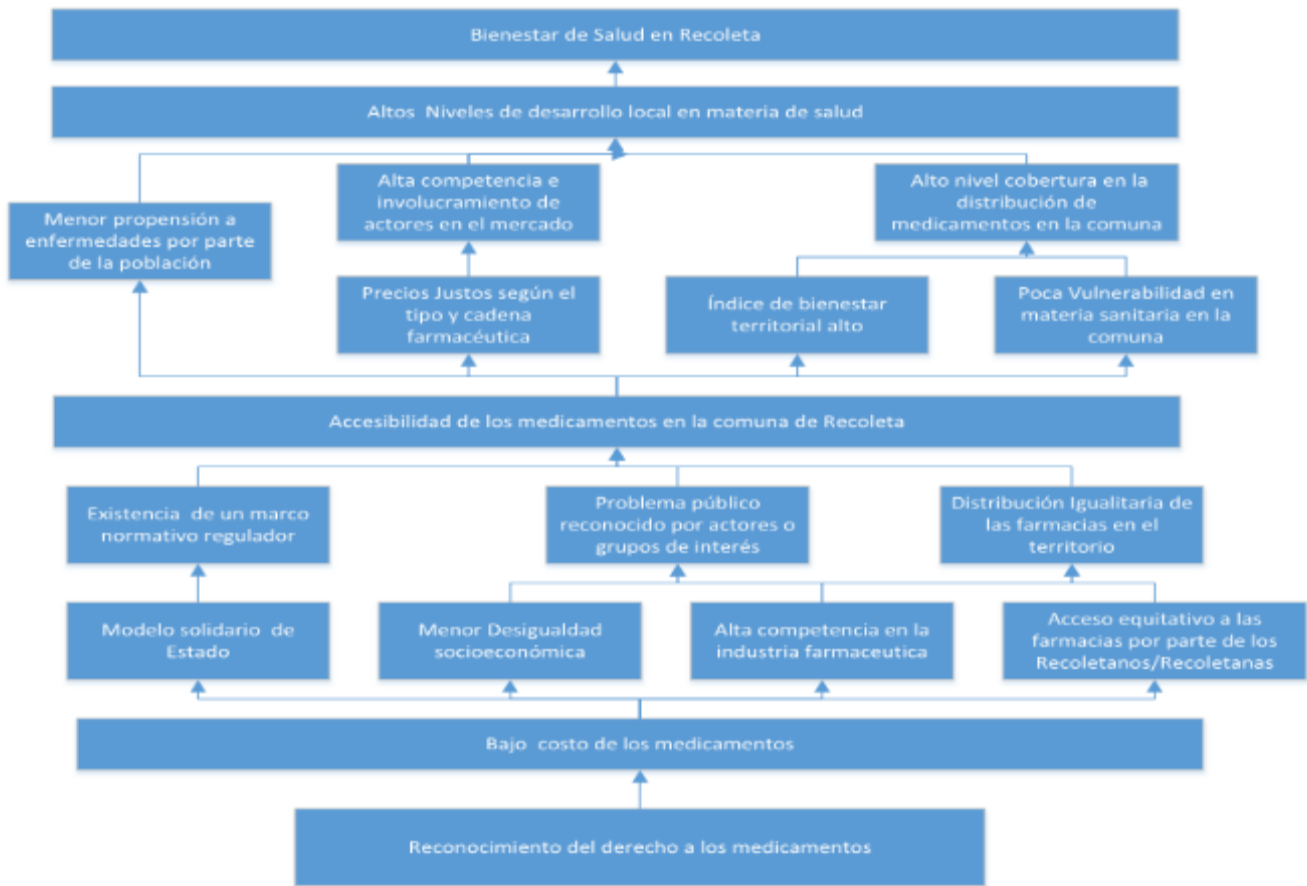 Bienestar de Salud en Recoleta
Altos Niveles de desarrollo local en materia de salud
Menor propensión a
enfermedades por parte
de la población
Alta competencia e
involucramiento de
actores en el mercado
Alto nivel cobertura en la
distribución de
medicamentos en la comuna
Precios Justos según el
tipo y cadena
farmacéutica
Índice de bienestar
territorial alto
Poca Vulnerabilidad en
materia sanitaria en la
comuna
Accesibilidad de los medicamentos en la comuna de Recoleta
Existencia de un marco
normativo regulador
Problema público
reconocido por actores o
grupos de interés
Distribución Igualitaria de
las farmacias en el
territorio
Modelo solidario de
Estado
Menor Desigualdad
socioeconómica
Alta competencia en la
industria farmaceutica
Acceso equitativo a las
farmacias por parte de los
Recoletanos/Recoletanas
Bajo costo de los medicamentos
Reconocimiento del derecho a los medicamentos